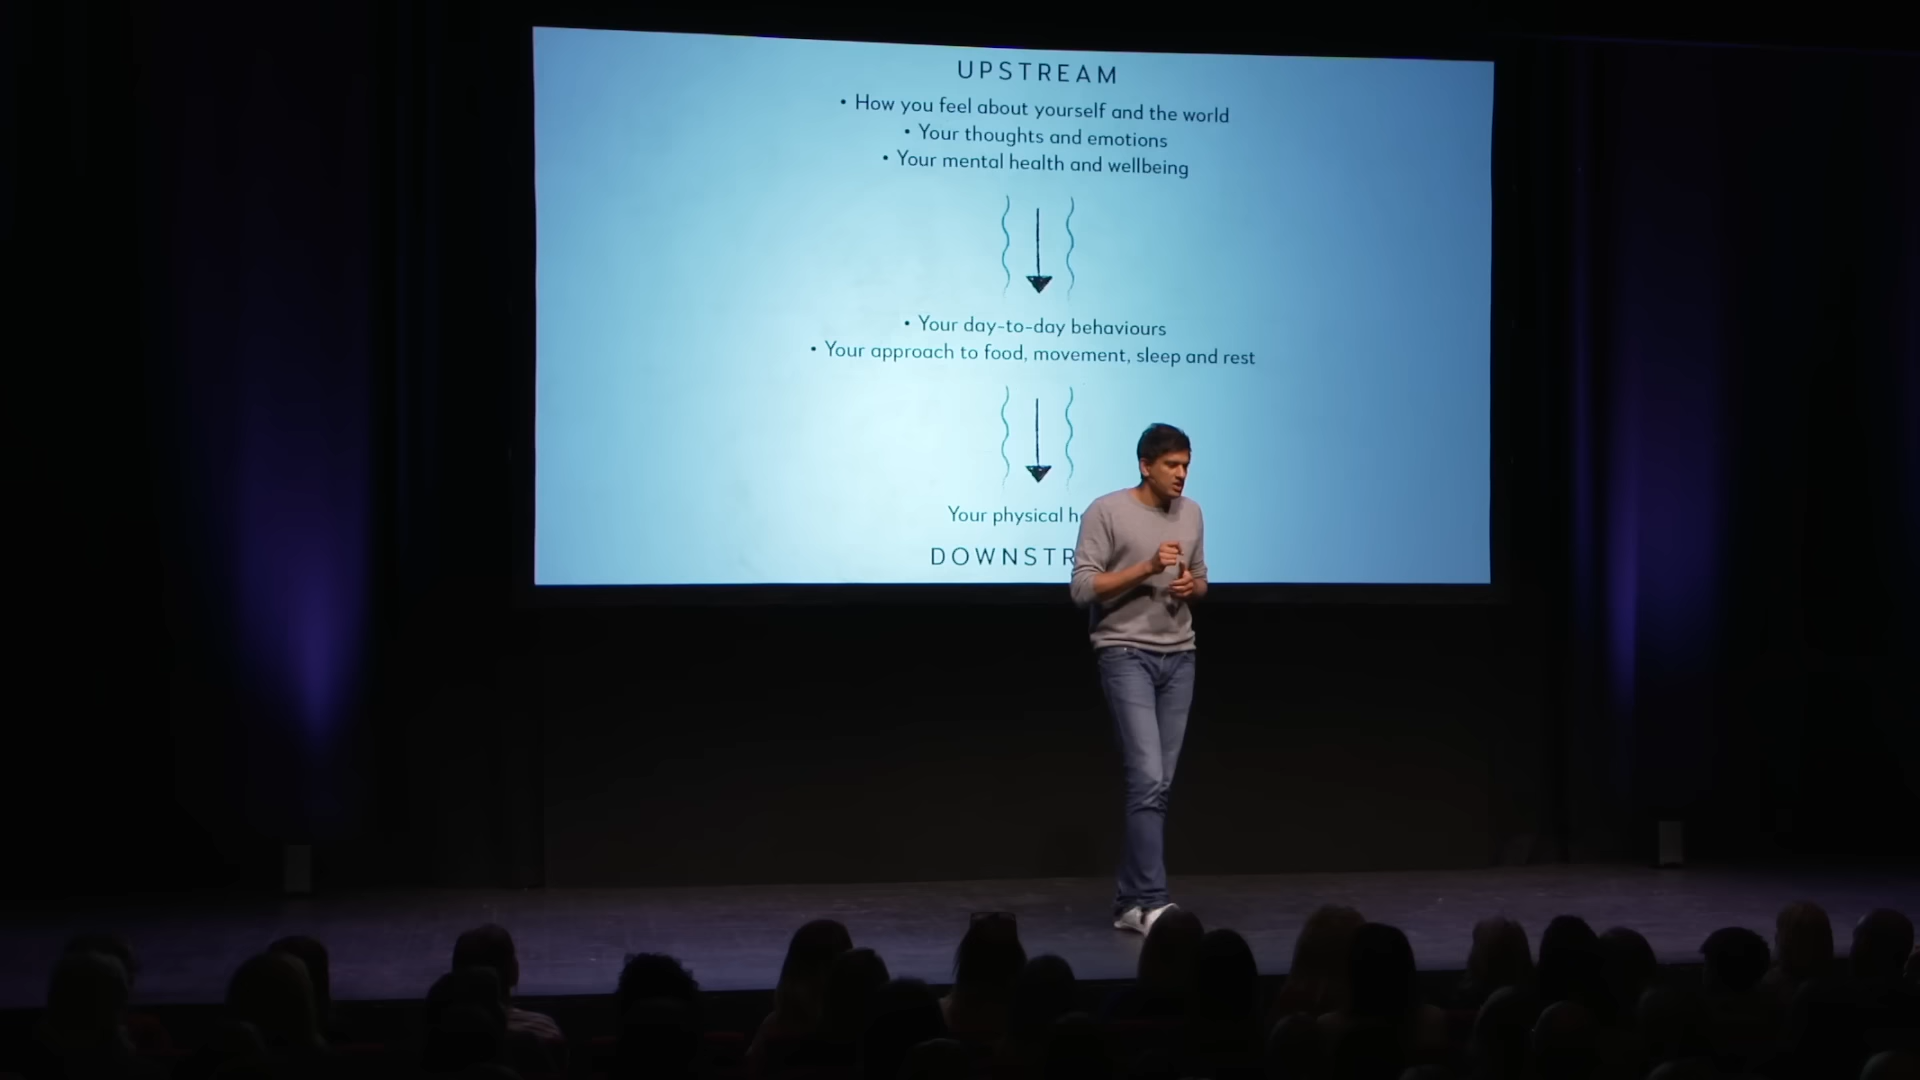 UPSTREAM
• How you feel about yourself and the world
• Your thoughts and emotions
• Your mental health and wellbeing
• Your day-to-day behaviours
• Your approach to food, movement, sleep and rest
Your physical